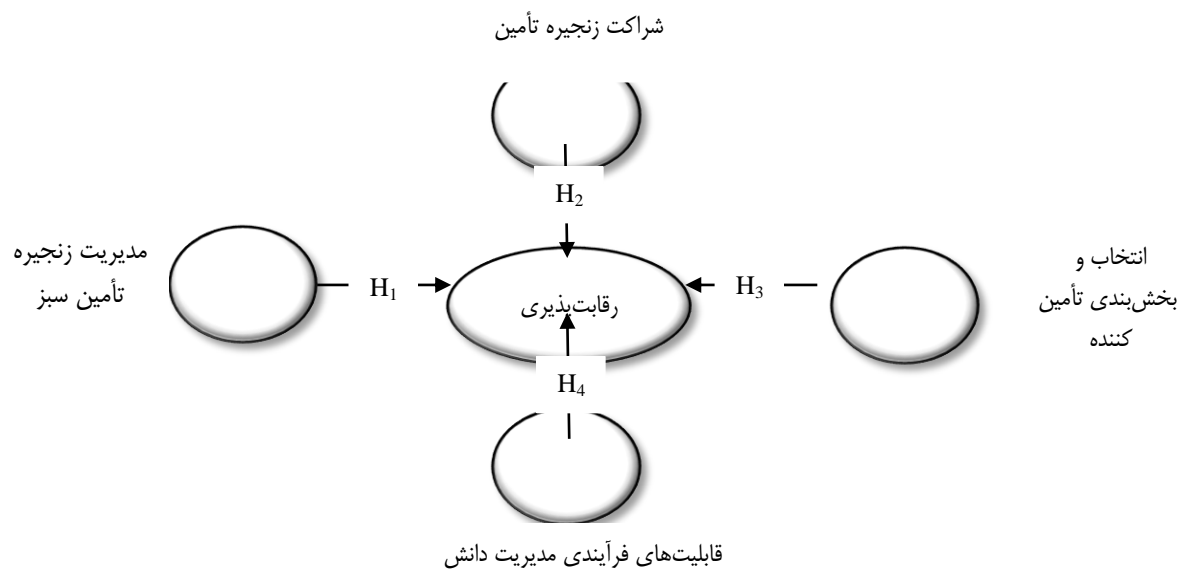 شراکت زنجیره تأمین
H₂
مدیریت زنجیره
تأمین سبز
H₁
رقابت‌پذیری
H₃
انتخاب و
بخش‌بندی تأمین
کننده
H₄
قابلیت‌های فرآیندی مدیریت دانش